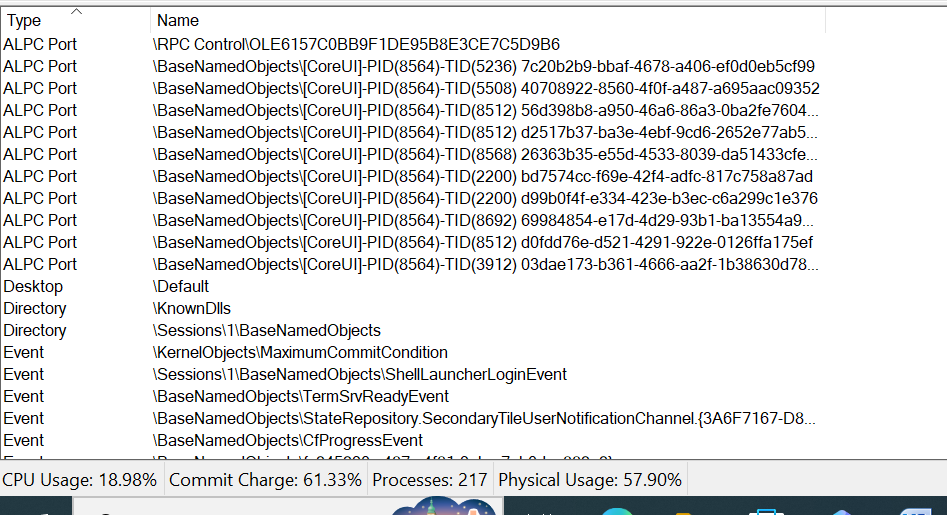 Type Name
ALPC Port \RPC Control\OLE6157C0BB9F1DE95B8E3CE7C5D9B6
ALPC Port \BaseNamedObjects\[CoreUI]-PID(8564)-TID(5236) 7c20b2b9-bbaf-4678-a406-ef0d0eb5cf99
ALPC Port \BaseNamedObjects\[CoreUI]-PID(8564)-TID(5508) 40708922-8560-4f0f-a487-a695aac09352
ALPC Port \BaseNamedObjects\[CoreUI]-PID(8564)-TID(8512) 56d398b8-a950-46a6-86a3-0ba2fe7604...
ALPC Port \BaseNamedObjects\[CoreUI]-PID(8564)-TID(8512) d2517b37-ba3e-4ebf-9cd6-2652e77ab5...
ALPC Port \BaseNamedObjects\[CoreUI]-PID(8564)-TID(8568) 26363b35-e55d-4533-8039-da51433cfe...
ALPC Port \BaseNamedObjects\[CoreUI]-PID(8564)-TID(2200) bd7574cc-f69e-42f4-adfc-817c758a87ad
ALPC Port \BaseNamedObjects\[CoreUI]-PID(8564)-TID(2200) d99b0f4f-e334-423e-b3ec-c6a299c1e376
ALPC Port \BaseNamedObjects\[CoreUI]-PID(8564)-TID(8692) 69984854-e17d-4d29-93b1-ba13554a9...
ALPC Port \BaseNamedObjects\[CoreUI]-PID(8564)-TID(8512) d0fdd76e-d521-4291-922e-0126ffa175ef
ALPC Port \BaseNamedObjects\[CoreUI]-PID(8564)-TID(3912) 03dae173-b361-4666-aa2f-1b38630d78...
Desktop \Default
Directory \KnownDlls
Directory \Sessions\1\BaseNamedObjects
Event \KernelObjects\MaximumCommitCondition
Event \Sessions\1\BaseNamedObjects\ShellLauncherLoginEvent
Event \BaseNamedObjects\TermSrvReadyEvent
Event \BaseNamedObjects\StateRepository.SecondaryTileUserNotificationChannel.{3A6F7167-D8...
Event \BaseNamedObjects\CfProgressEvent
CPU Usage: 18.98% Commit Charge: 61.33% Processes: 217 Physical Usage: 57.90%